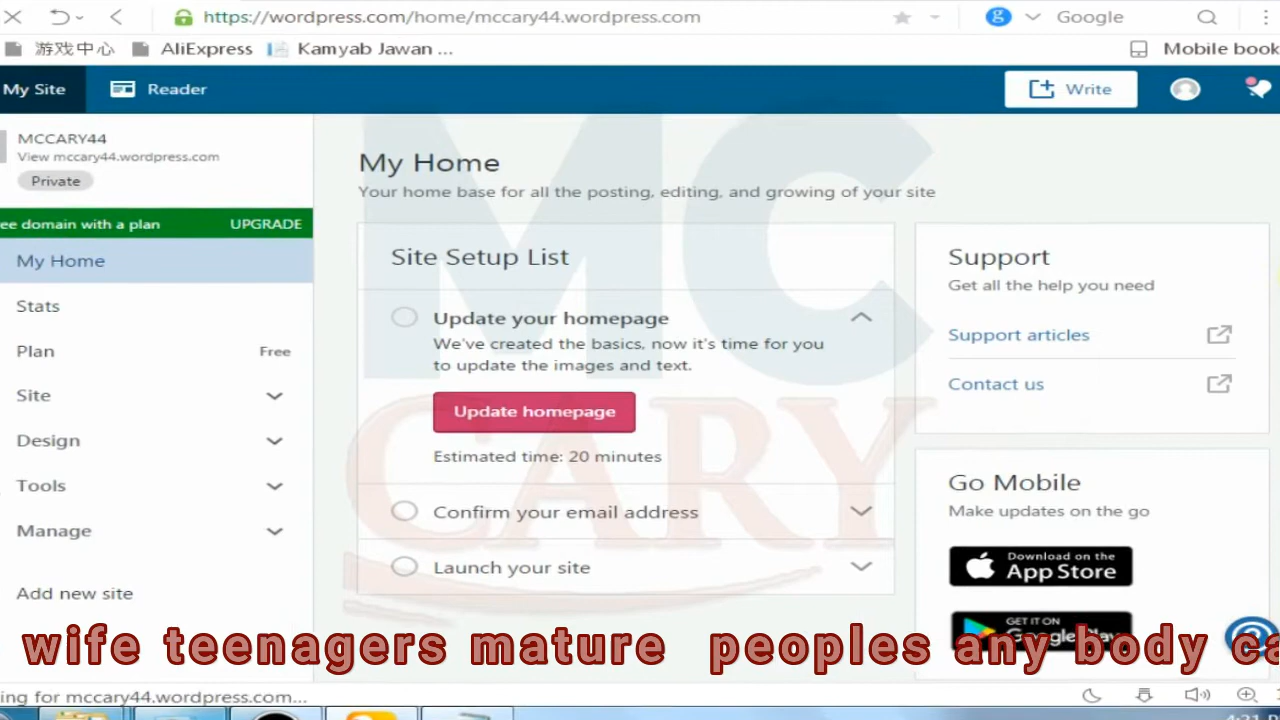 https://wordpress.com/home/mccary44.wordpress.com
Google
游戏中心
AliExpress
Kamyab Jawan ...
Mobile book
My Site
Reader
Write
MCCARY44
View mccary44.wordpress.com
Private
ee domain with a plan
UPGRADE
My Home
Stats
Plan
Free
Site
Design
Tools
Manage
Add new site
My Home
Your home base for all the posting, editing, and growing of your site
Site Setup List
Update your homepage
We've created the basics, now it's time for you
to update the images and text.
Update homepage
Estimated time: 20 minutes
Confirm your email address
Launch your site
Support
Get all the help you need
Support articles
Contact us
Go Mobile
Make updates on the go
Download on the
App Store
GET IT ON
Google Play
MC
CARY
wife teenagers mature peoples any body ca
ing for mccary44.wordpress.com...